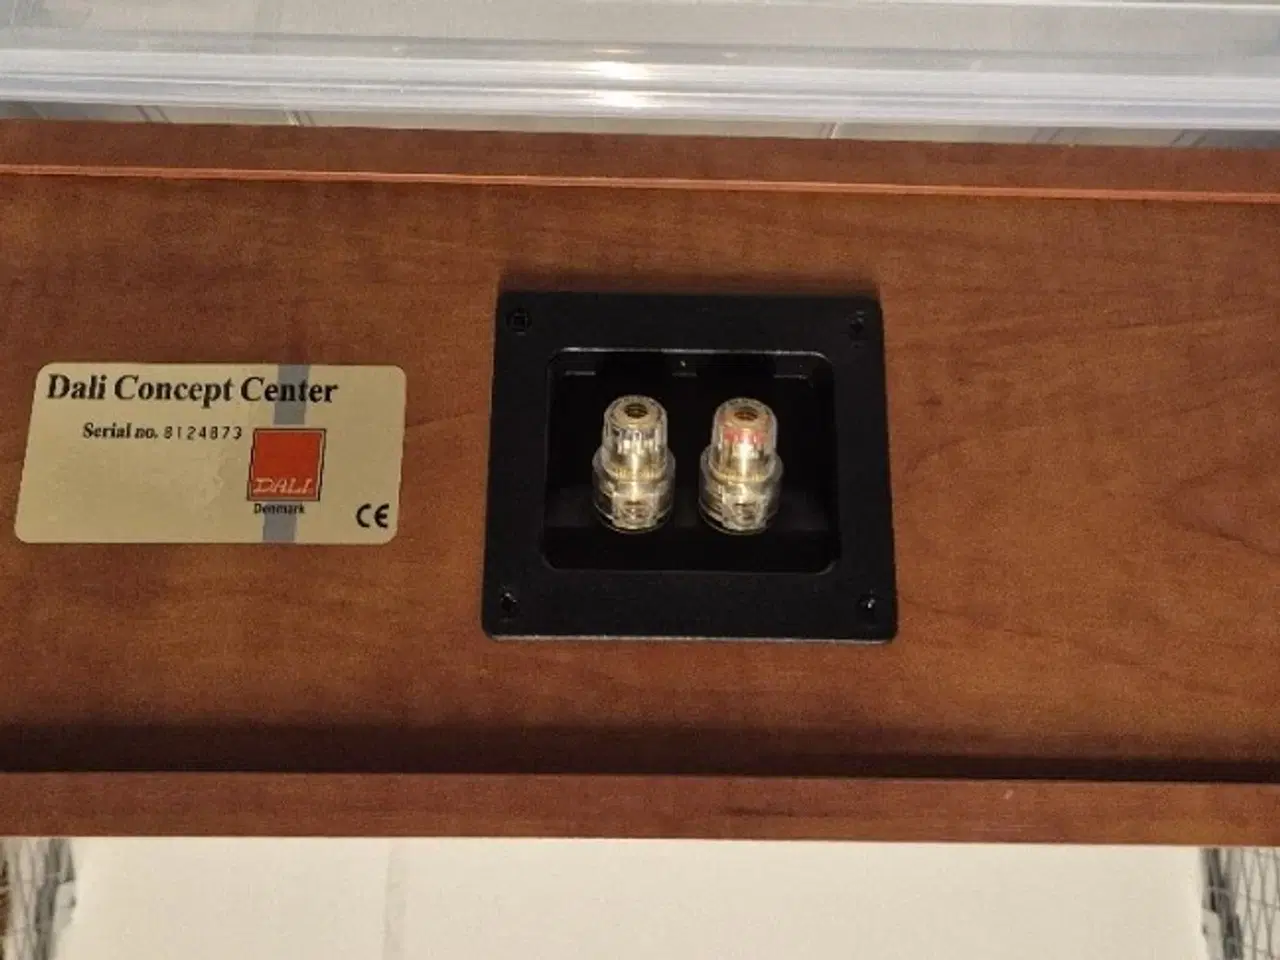 Dali Concept Center
Serial no. 8124873
DALI
Denmark
CE